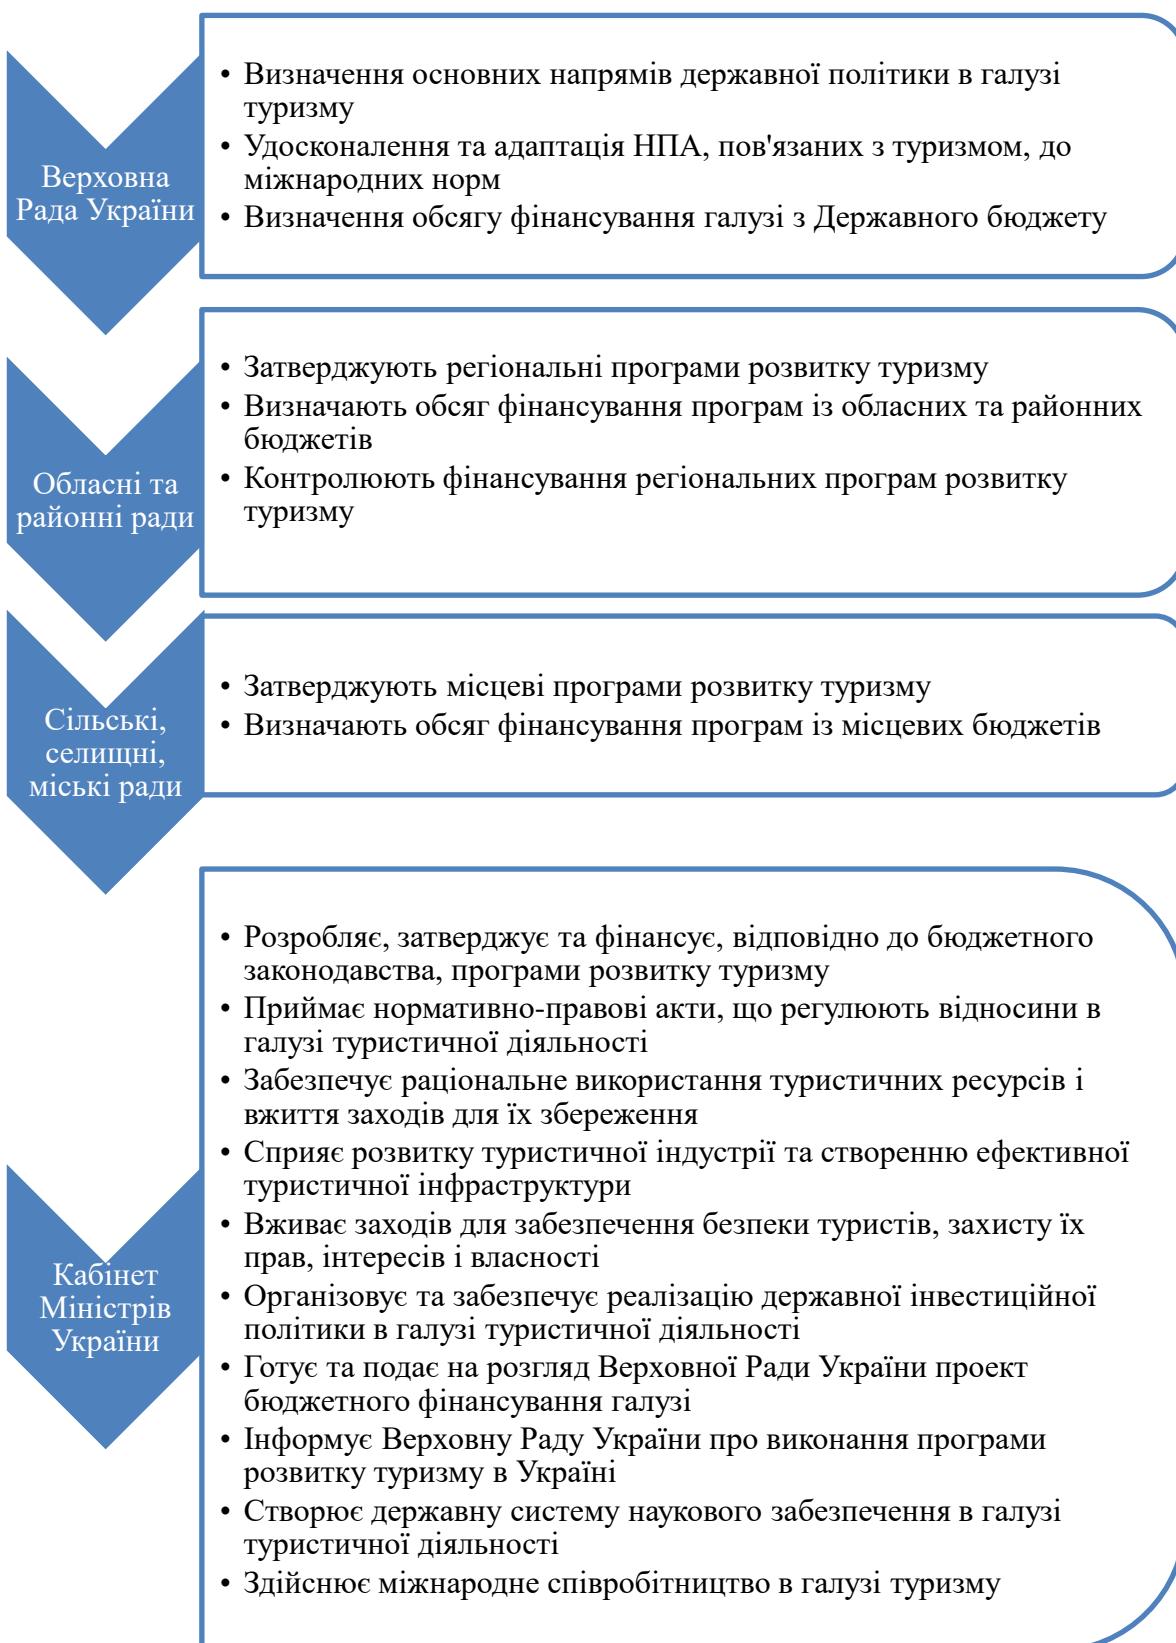 Верховна
Рада України
• Визначення основних напрямів державної політики в галузі
туризму
• Удосконалення та адаптація НПА, пов'язаних з туризмом, до
міжнародних норм
• Визначення обсягу фінансування галузі з Державного бюджету
Обласні та
районні ради
• Затверджують регіональні програми розвитку туризму
• Визначають обсяг фінансування програм із обласних та районних
бюджетів
• Контролюють фінансування регіональних програм розвитку
туризму
Сільські,
селищні,
міські ради
• Затверджують місцеві програми розвитку туризму
• Визначають обсяг фінансування програм із місцевих бюджетів
Кабінет
Міністрів
України
• Розробляє, затверджує та фінансує, відповідно до бюджетного
законодавства, програми розвитку туризму
• Приймає нормативно-правові акти, що регулюють відносини в
галузі туристичної діяльності
• Забезпечує раціональне використання туристичних ресурсів і
вжиття заходів для їх збереження
• Сприяє розвитку туристичної індустрії та створенню ефективної
туристичної інфраструктури
• Вживає заходів для забезпечення безпеки туристів, захисту їх
прав, інтересів і власності
• Організовує та забезпечує реалізацію державної інвестиційної
політики в галузі туристичної діяльності
• Готує та подає на розгляд Верховної Ради України проект
бюджетного фінансування галузі
• Інформує Верховну Раду України про виконання програми
розвитку туризму в Україні
• Створює державну систему наукового забезпечення в галузі
туристичної діяльності
• Здійснює міжнародне співробітництво в галузі туризму